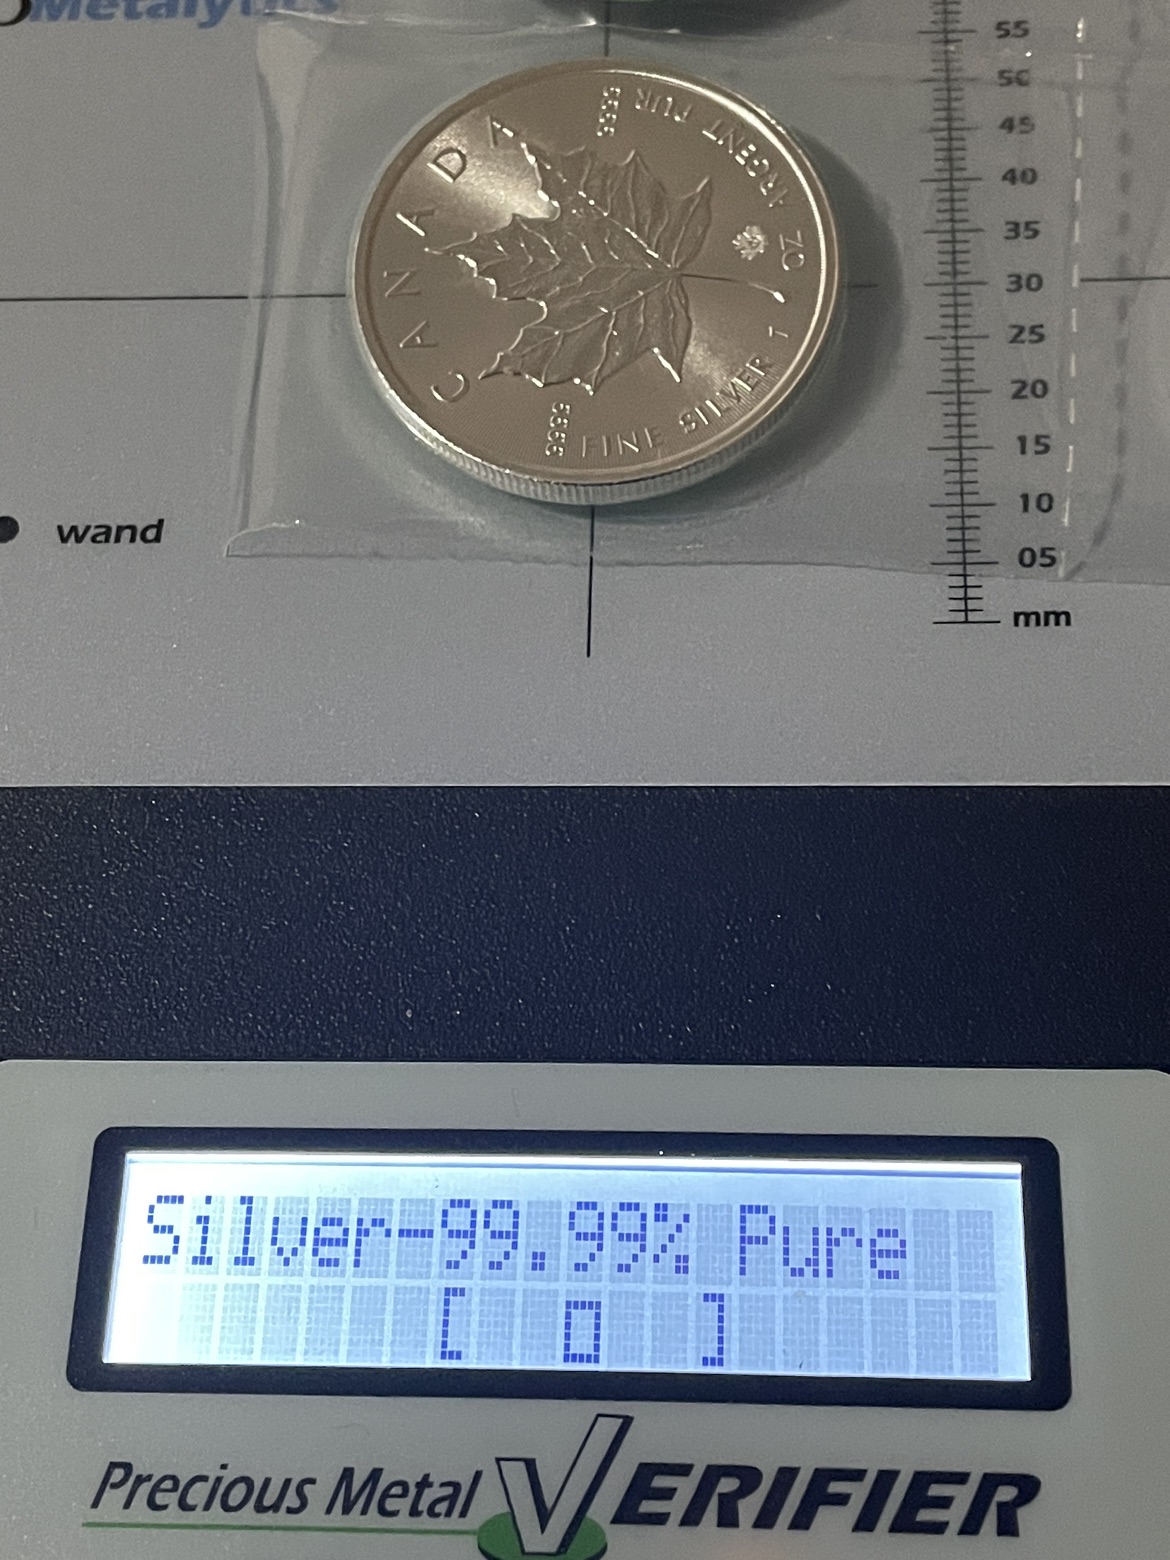 Metalytics
55
50
45
40
35
30
25
20
15
10
05
mm
CANADA
9999
ARGENT PUR
FINE SILVER 1 OZ
9999
wand
Silver-99.99% Pure
[ 0 ]
Precious Metal VERIFIER